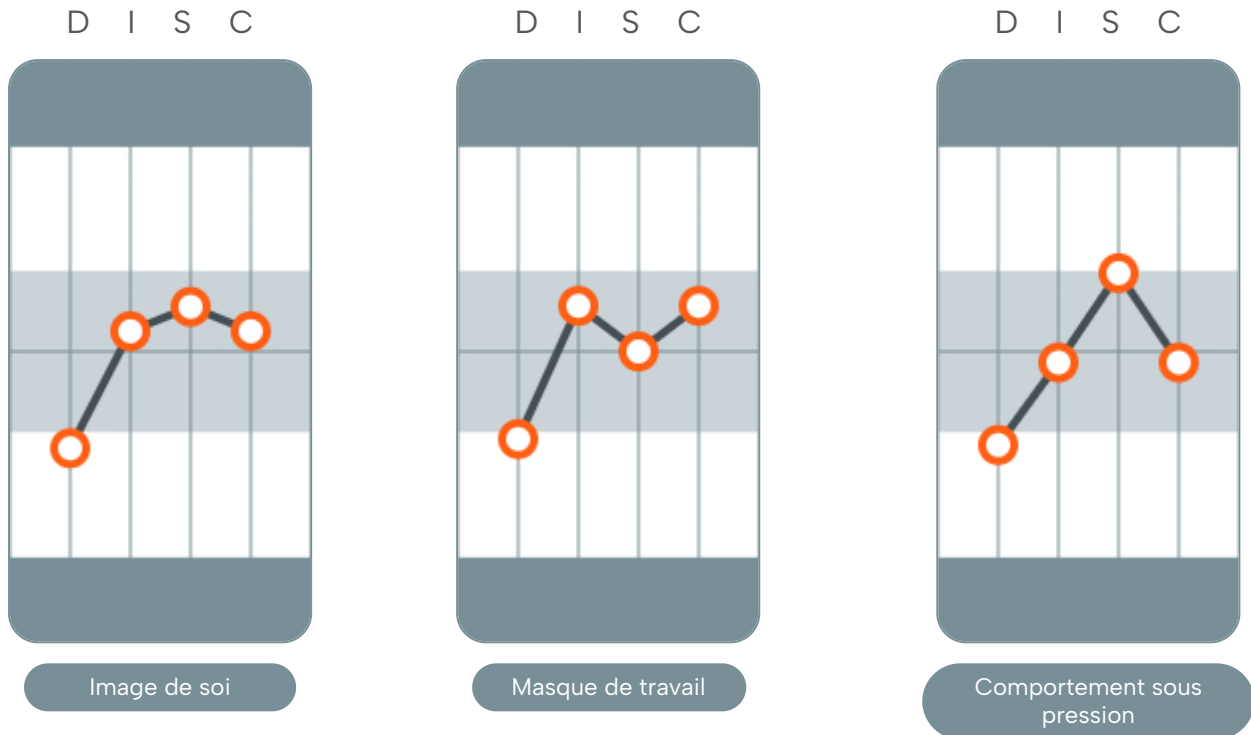 D I S C
D I S C
D I S C
Image de soi
Masque de travail
Comportement sous
pression